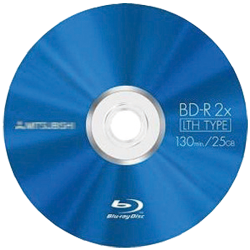 MITSUBISHI
BD-R 2x
LTH TYPE
130min./25GB
Blu-ray Disc